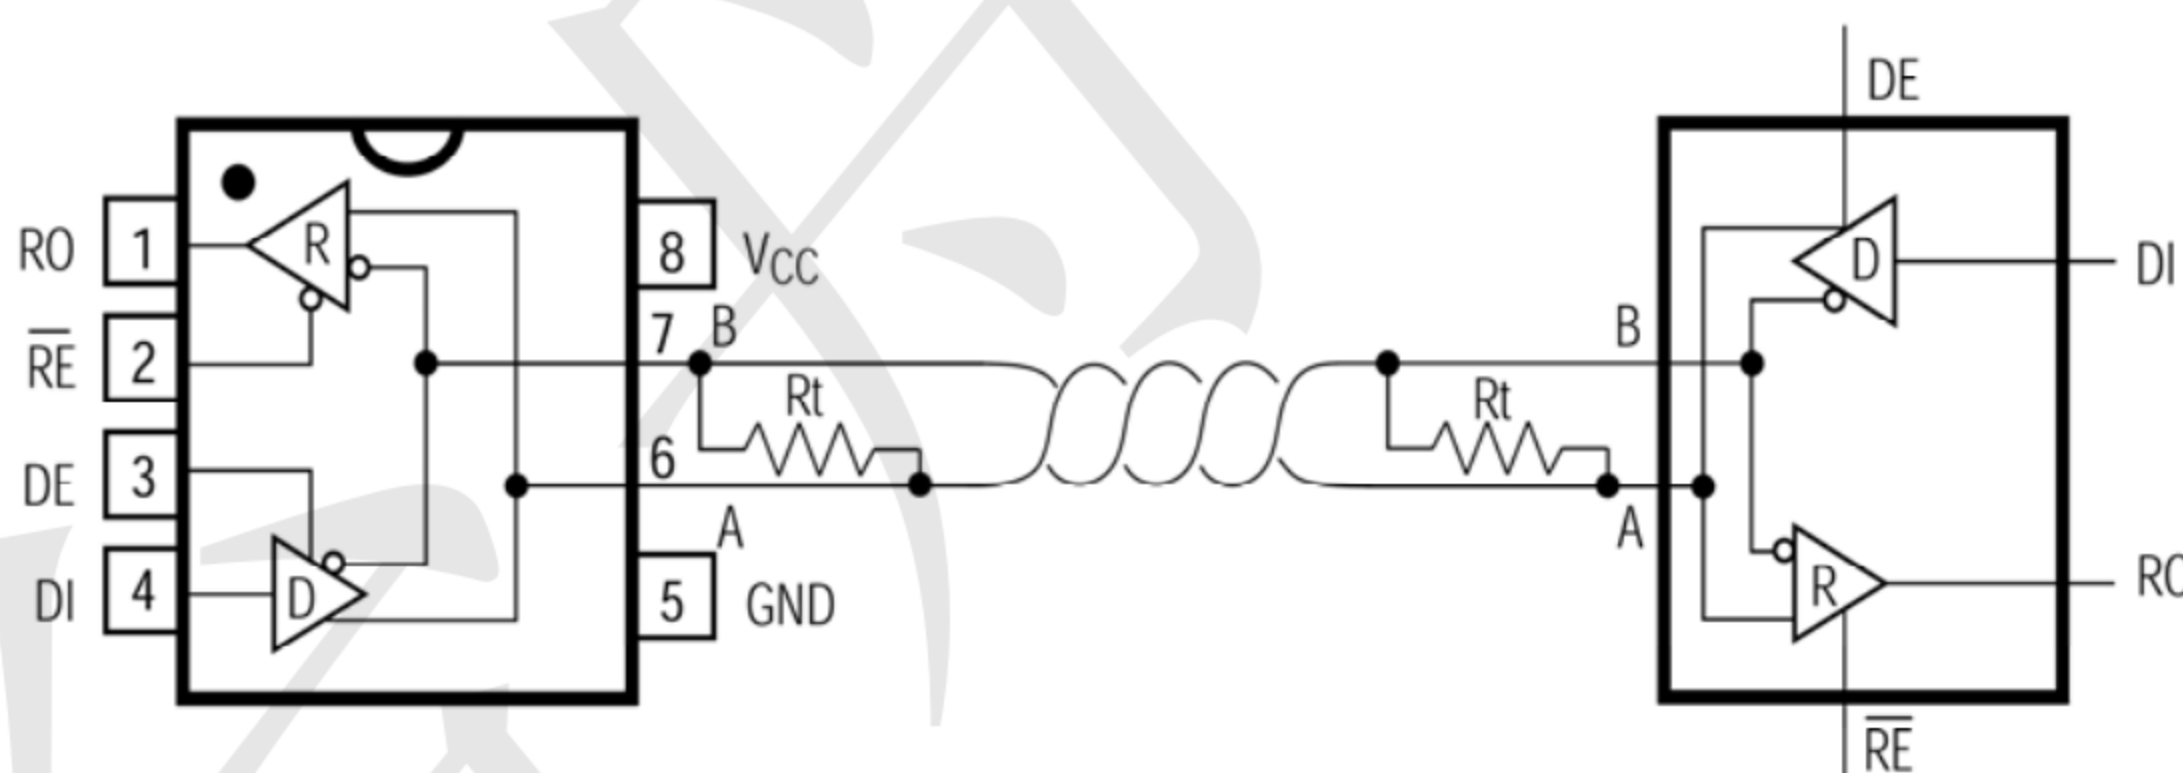 DE
RO 1 R 8 VCC
D DI
RE 2 7 B
B
Rt
Rt
DE 3 6
A
A
DI 4 D 5 GND
R
RE